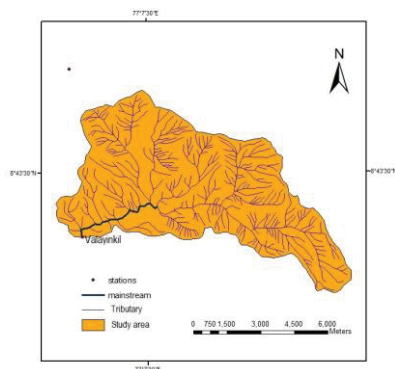 77°7'30"E
N
8°43'30"N
8°43'30"N
Valayinkil
stations
mainstream
Tributary
Study area
0 750 1,500 3,000 4,500 6,000
Meters